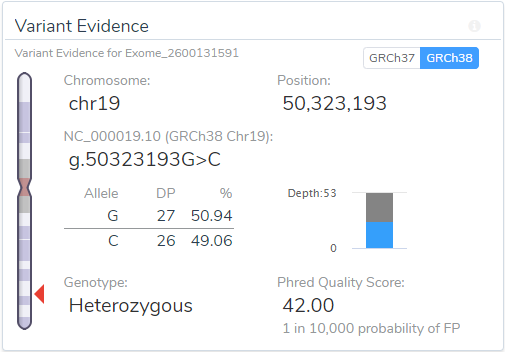 Variant Evidence
Variant Evidence for Exome_2600131591
GRCh37 GRCh38
Chromosome: Position:
chr19 50,323,193
NC_000019.10 (GRCh38 Chr19):
g.50323193G>C
Allele DP %
G 27 50.94
C 26 49.06
Depth:53
0
Genotype: Phred Quality Score:
Heterozygous 42.00
1 in 10,000 probability of FP